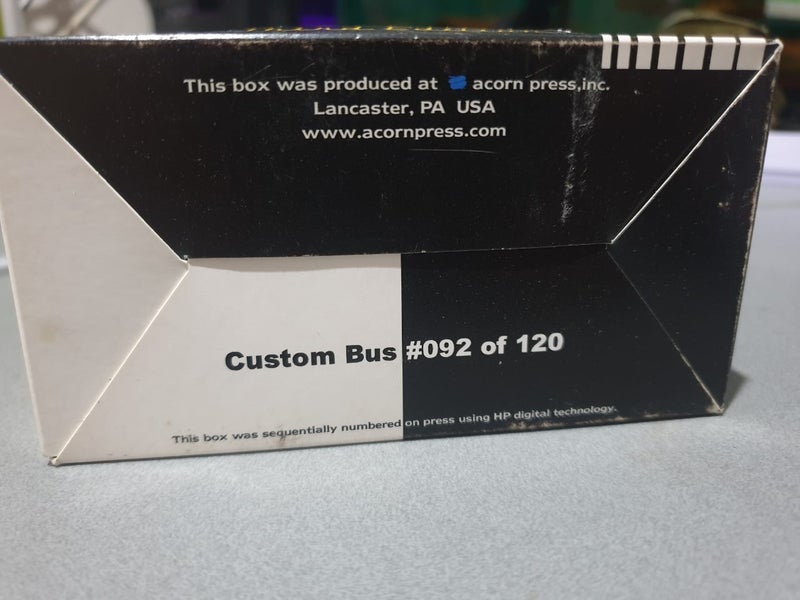 This box was produced at acorn press,inc.
Lancaster, PA USA
www.acornpress.com
Custom Bus #092 of 120
This box was sequentially numbered on press using HP digital technology.